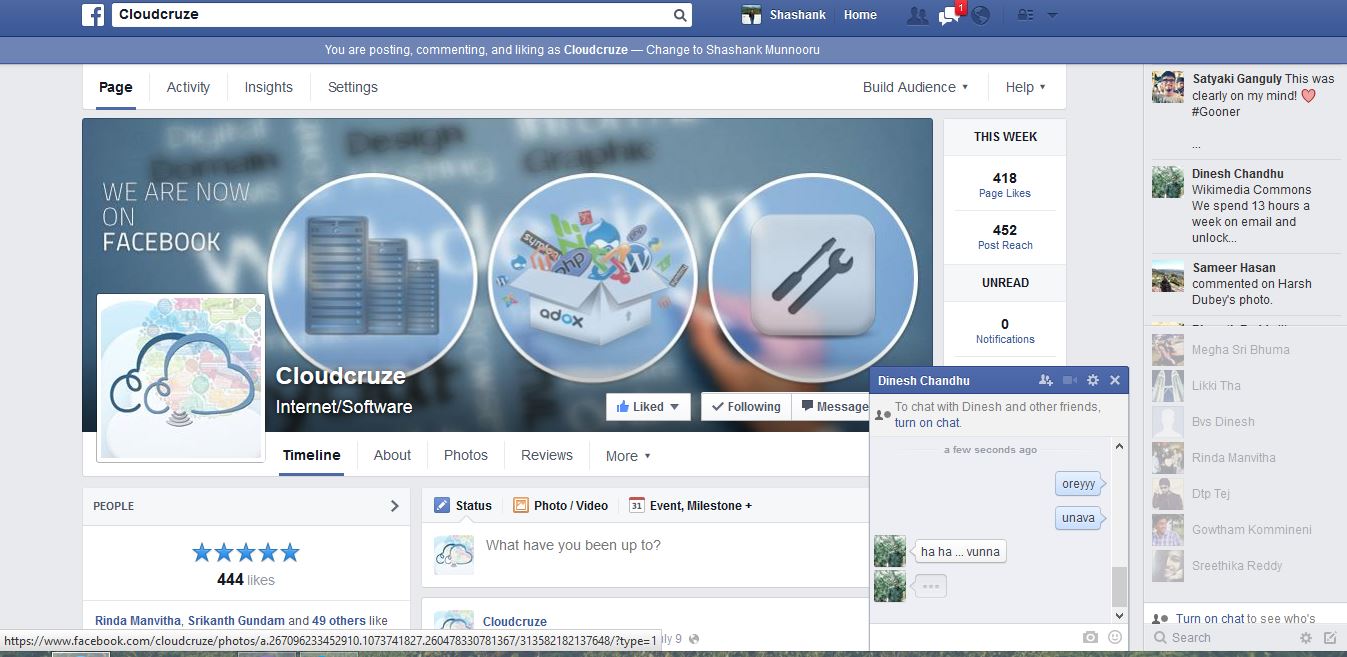 Cloudcruze
Shashank
Home
1
You are posting, commenting, and liking as Cloudcruze — Change to Shashank Munnooru
Page
Activity
Insights
Settings
Build Audience
Help
Digital
Domain
Design
Graphic
WE ARE NOW
ON
FACEBOOK
php
adox
Cloudcruze
Internet/Software
Liked
Following
Message
Timeline
About
Photos
Reviews
More
THIS WEEK
418
Page Likes
452
Post Reach
UNREAD
0
Notifications
PEOPLE
444 likes
Rinda Manvitha, Srikanth Gundam and 49 others like
Status
Photo / Video
31
Event, Milestone +
What have you been up to?
Cloudcruze
uly 9
https://www.facebook.com/cloudcruze/photos/a.267096233452910.1073741827.260478330781367/313582182137648/?type=1
Dinesh Chandhu
To chat with Dinesh and other friends,
turn on chat.
a few seconds ago
oreyyy
unava
ha ha ... vunna
Satyaki Ganguly This was
clearly on my mind! ❤
#Gooner
...
Dinesh Chandhu
Wikimedia Commons
We spend 13 hours a
week on email and
unlock...
Sameer Hasan
commented on Harsh
Dubey's photo.
Megha Sri Bhuma
Likki Tha
Bvs Dinesh
Rinda Manvitha
Dtp Tej
Gowtham Kommineni
Sreethika Reddy
Turn on chat to see who's
Search